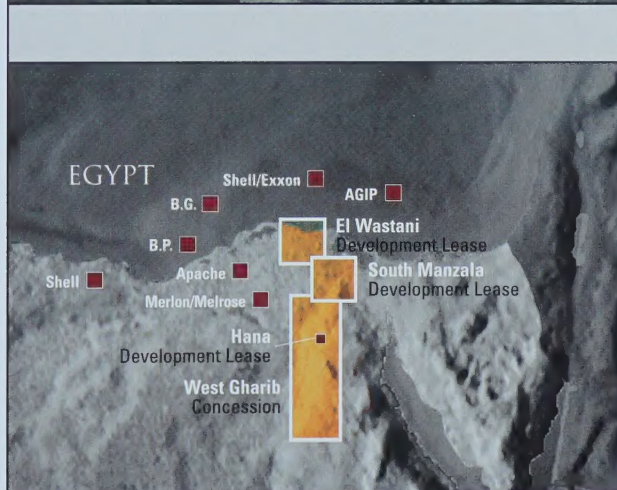 EGYPT
Shell/Exxon
AGIP
B.G.
El Wastani
Development Lease
B.P.
South Manzala
Development Lease
Apache
Shell
Merlon/Melrose
Hana
Development Lease
West Gharib
Concession